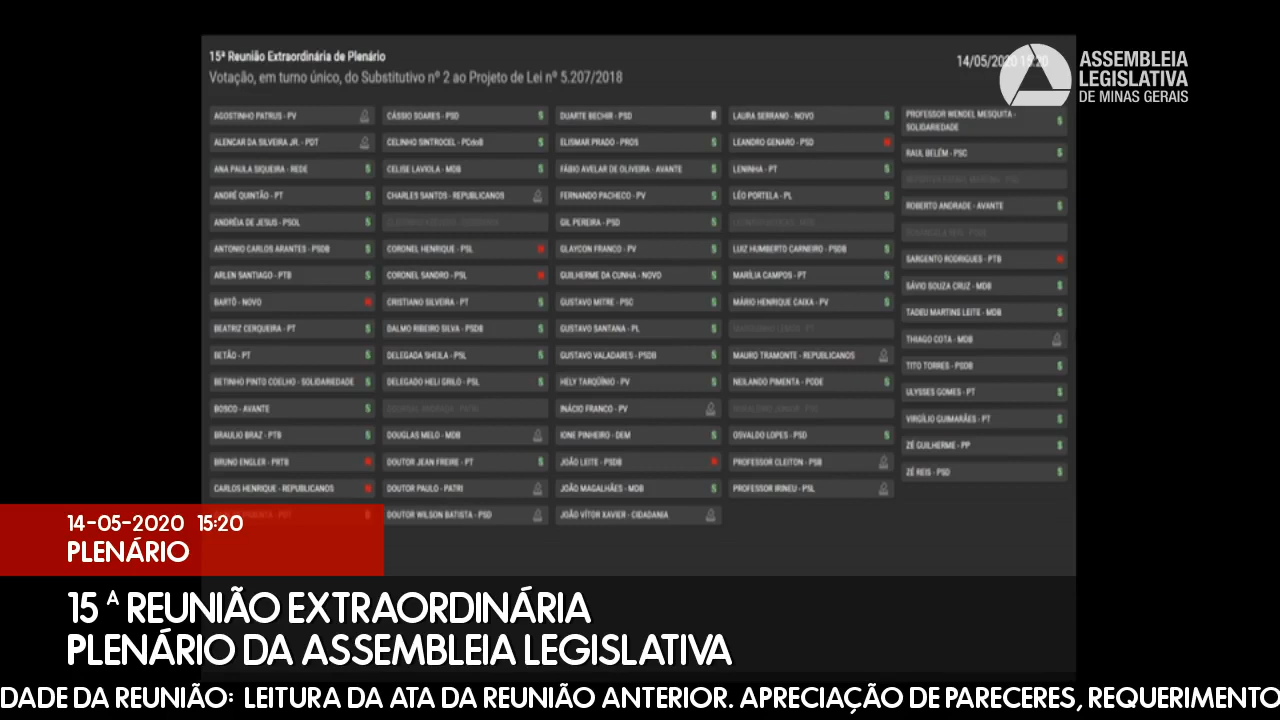 15ª Reunião Extraordinária de Plenário
Votação, em turno único, do Substitutivo nº 2 ao Projeto de Lei nº 5.207/2018
14/05/2020 15:20
ASSEMBLEIA
LEGISLATIVA
DE MINAS GERAIS
AGOSTINHO PATRUS - PV
ALENCAR DA SILVEIRA JR. - PDT
ANA PAULA SIQUEIRA - REDE S
ANDRÉ QUINTÃO - PT S
ANDRÉIA DE JESUS - PSOL S
ANTONIO CARLOS ARANTES - PSDB S
ARLEN SANTIAGO - PTB S
BARTÔ - NOVO N
BEATRIZ CERQUEIRA - PT S
BETÃO - PT S
BETINHO PINTO COELHO - SOLIDARIEDADE S
BOSCO - AVANTE S
BRAULIO BRAZ - PTB S
BRUNO ENGLER - PRTB N
CARLOS HENRIQUE - REPUBLICANOS N
CÁSSIO SOARES - PSD S
CELINHO SINTROCEL - PCdoB S
CELISE LAVIOLA - MDB S
CHARLES SANTOS - REPUBLICANOS
CORONEL HENRIQUE - PSL N
CORONEL SANDRO - PSL N
CRISTIANO SILVEIRA - PT S
DALMO RIBEIRO SILVA - PSDB S
DELEGADA SHEILA - PSL S
DELEGADO HELI GRILO - PSL S
DOUGLAS MELO - MDB
DOUTOR JEAN FREIRE - PT S
DOUTOR PAULO - PATRI
DOUTOR WILSON BATISTA - PSD
DUARTE BECHIR - PSD B
ELISMAR PRADO - PROS S
FÁBIO AVELAR DE OLIVEIRA - AVANTE S
FERNANDO PACHECO - PV S
GIL PEREIRA - PSD S
GLAYCON FRANCO - PV S
GUILHERME DA CUNHA - NOVO S
GUSTAVO MITRE - PSC S
GUSTAVO SANTANA - PL S
GUSTAVO VALADARES - PSDB S
HELY TARQÜÍNIO - PV S
INÁCIO FRANCO - PV
IONE PINHEIRO - DEM S
JOÃO LEITE - PSDB N
JOÃO MAGALHÃES - MDB S
JOÃO VÍTOR XAVIER - CIDADANIA
LAURA SERRANO - NOVO S
LEANDRO GENARO - PSD N
LENINHA - PT S
LÉO PORTELA - PL S
LUIZ HUMBERTO CARNEIRO - PSDB S
MARÍLIA CAMPOS - PT S
MÁRIO HENRIQUE CAIXA - PV S
MAURO TRAMONTE - REPUBLICANOS
NEILANDO PIMENTA - PODE S
OSVALDO LOPES - PSD S
PROFESSOR CLEITON - PSB
PROFESSOR IRINEU - PSL
PROFESSOR WENDEL MESQUITA -
SOLIDARIEDADE S
RAUL BELÉM - PSC S
ROBERTO ANDRADE - AVANTE S
SARGENTO RODRIGUES - PTB N
SÁVIO SOUZA CRUZ - MDB S
TADEU MARTINS LEITE - MDB S
THIAGO COTA - MDB
TITO TORRES - PSDB S
ULYSSES GOMES - PT S
VIRGÍLIO GUIMARÃES - PT S
ZÉ GUILHERME - PP S
ZÉ REIS - PSD S
14-05-2020 15:20
PLENÁRIO
15 ª REUNIÃO EXTRAORDINÁRIA
PLENÁRIO DA ASSEMBLEIA LEGISLATIVA
DADE DA REUNIÃO: LEITURA DA ATA DA REUNIÃO ANTERIOR. APRECIAÇÃO DE PARECERES, REQUERIMENTO